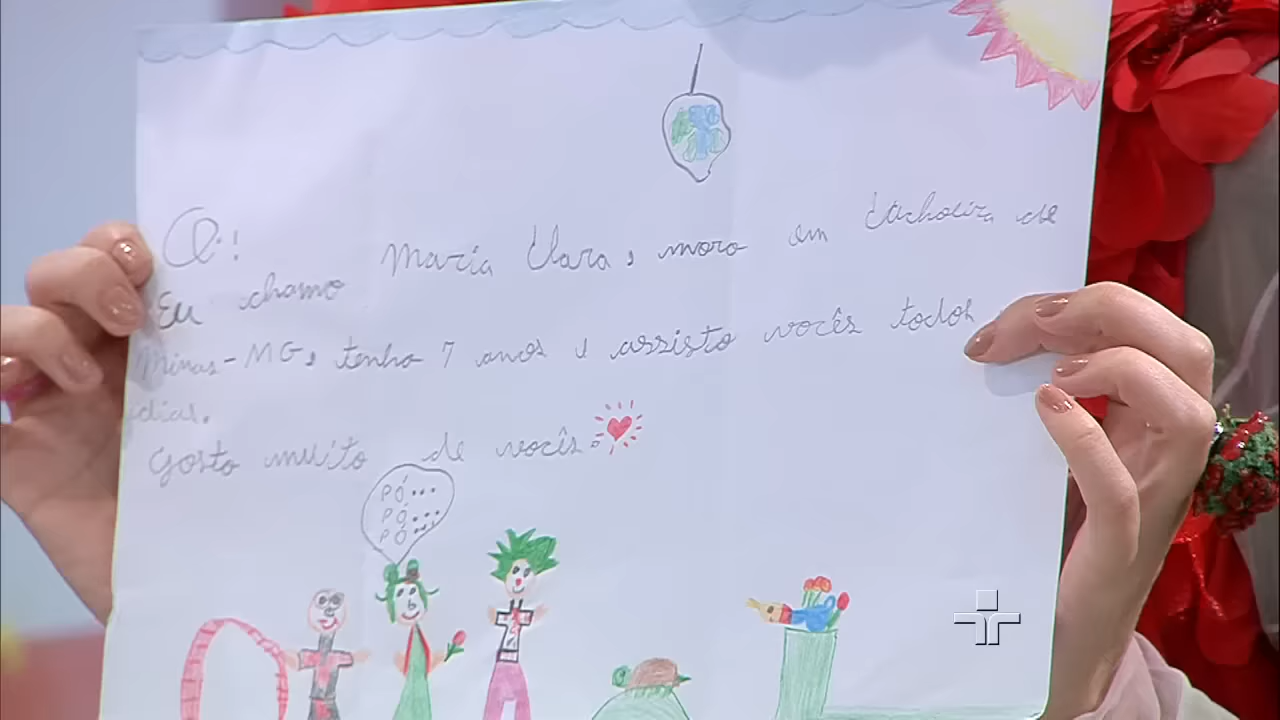 Oi!
Eu chamo Maria Clara, moro em Cachoeira de
Minas-MG, tenho 7 anos e assisto vocês todos
dias.
Gosto muito de vocês.
PÓ...
PÓ...
PÓ...